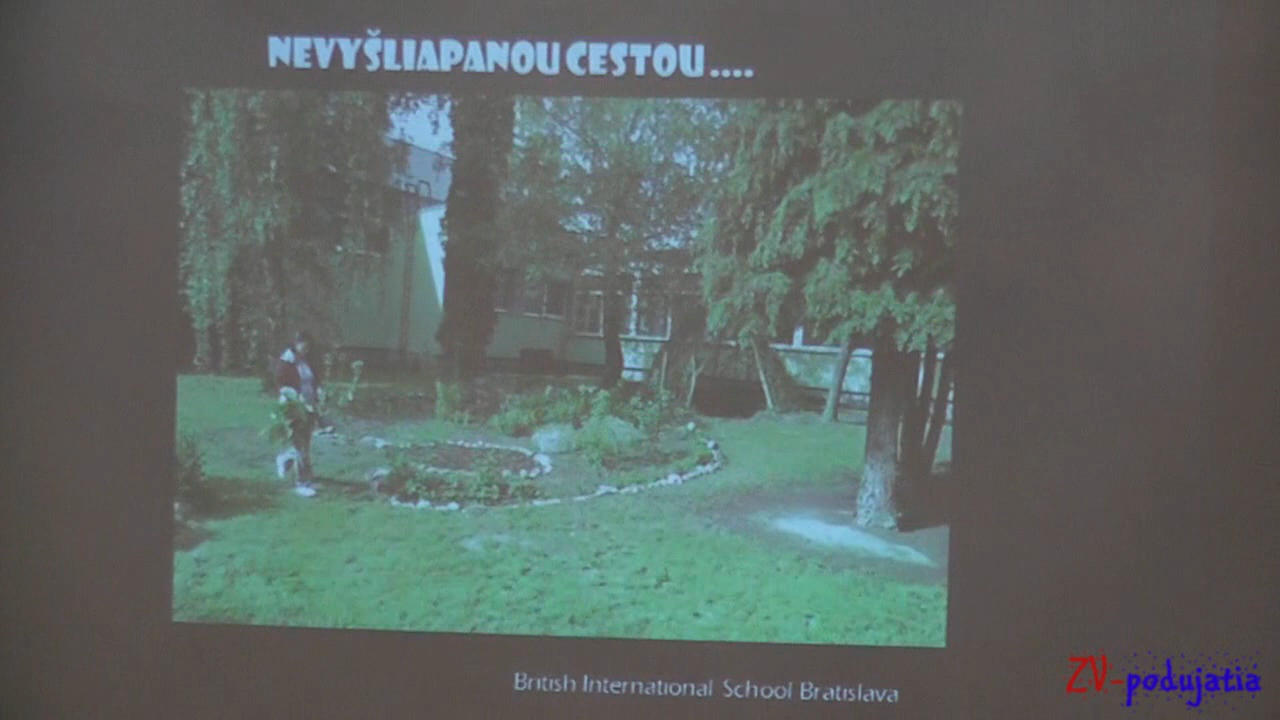 NEVYŠLIAPANOU CESTOU ....
British International School Bratislava
ZV-podujatia